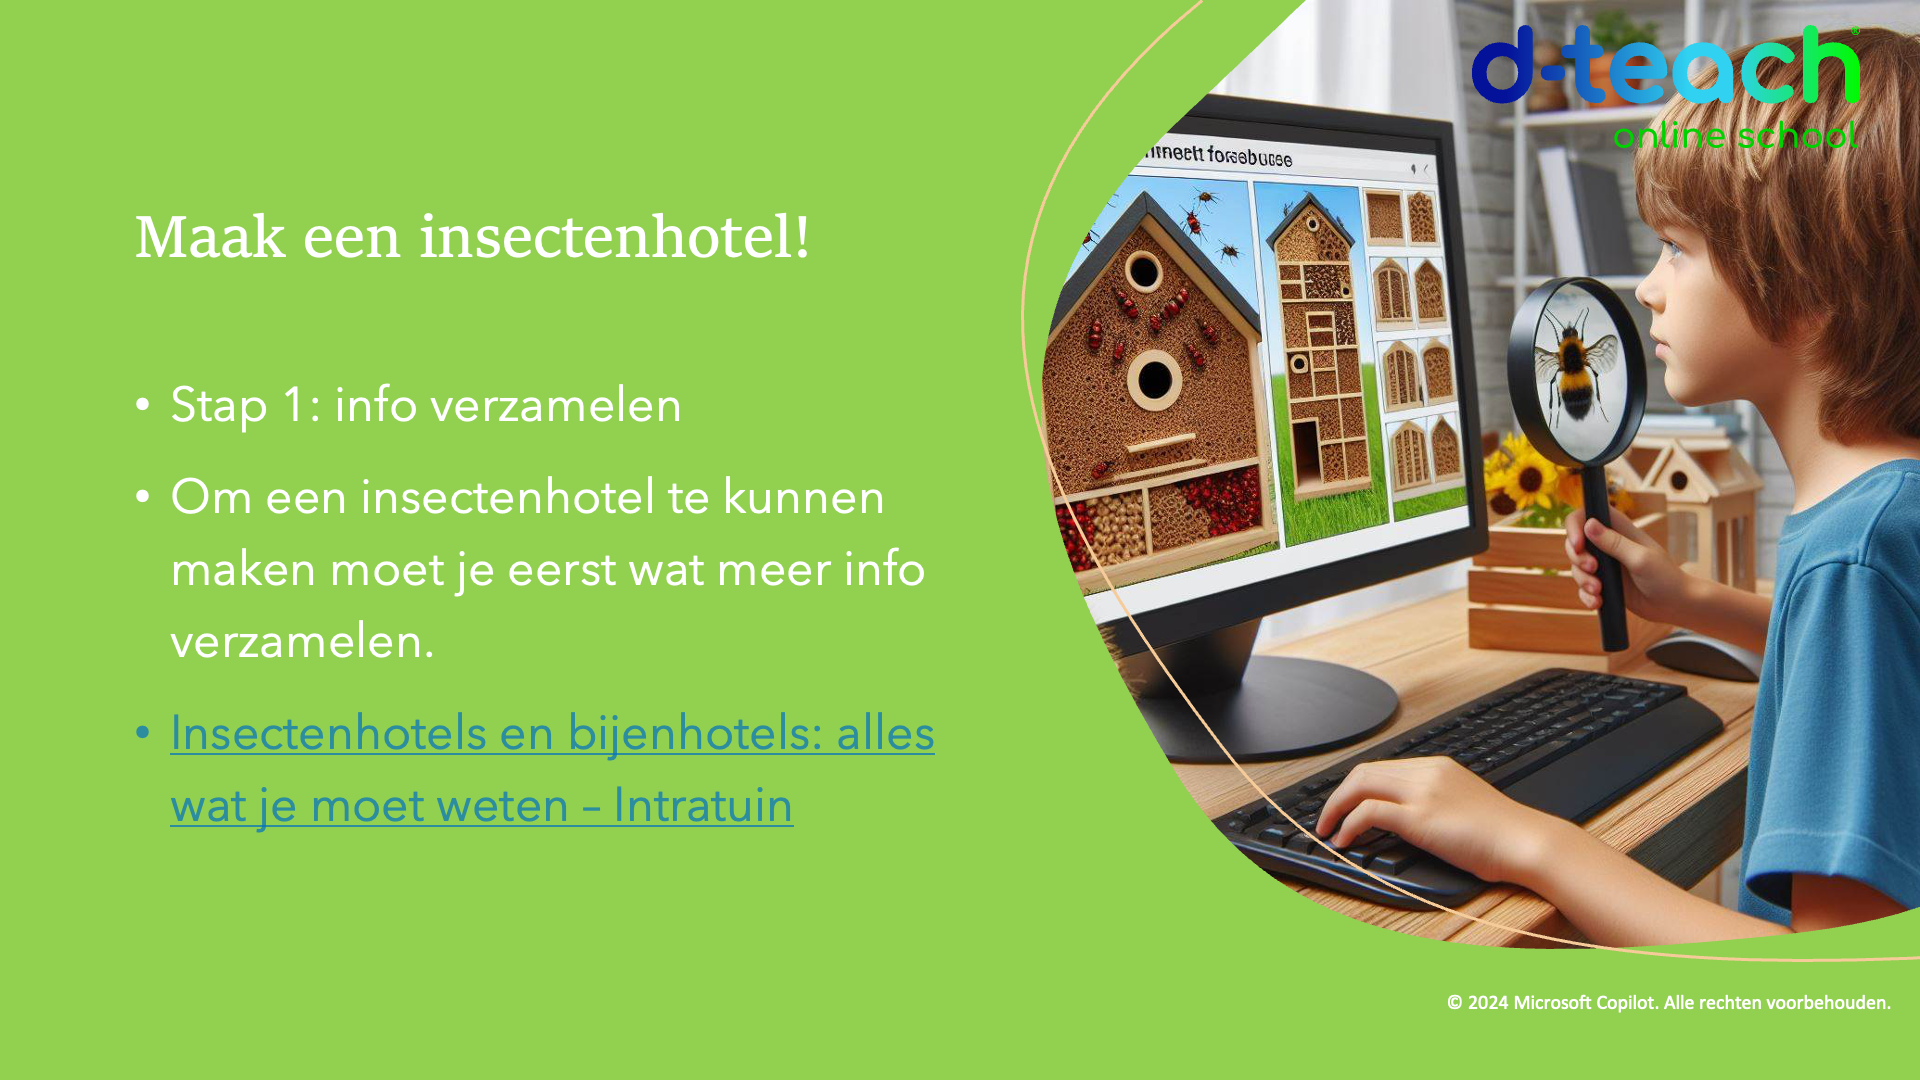 d-teach®
online school
Maak een insectenhotel!
• Stap 1: info verzamelen
• Om een insectenhotel te kunnen
maken moet je eerst wat meer info
verzamelen.
• Insectenhotels en bijenhotels: alles
wat je moet weten – Intratuin
© 2024 Microsoft Copilot. Alle rechten voorbehouden.